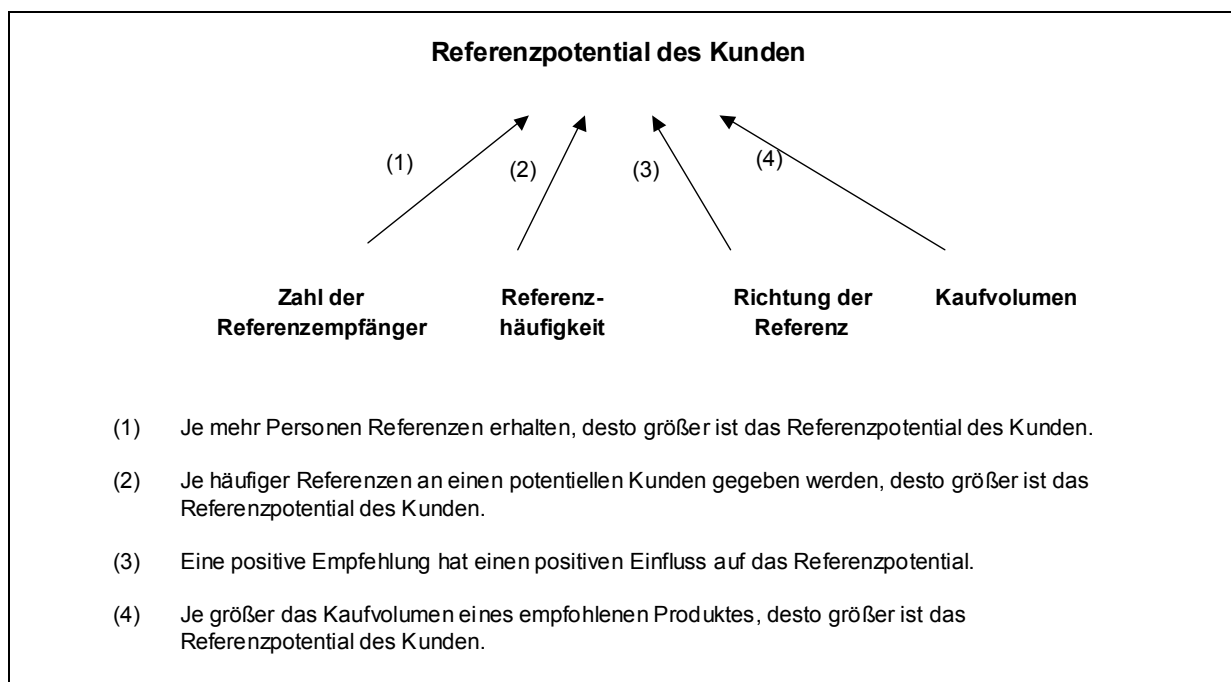 Referenzpotential des Kunden
(1)
(2)
(3)
(4)
Zahl der
Referenzempfänger
Referenz-
häufigkeit
Richtung der
Referenz
Kaufvolumen
(1) Je mehr Personen Referenzen erhalten, desto größer ist das Referenzpotential des Kunden.
(2) Je häufiger Referenzen an einen potentiellen Kunden gegeben werden, desto größer ist das
Referenzpotential des Kunden.
(3) Eine positive Empfehlung hat einen positiven Einfluss auf das Referenzpotential.
(4) Je größer das Kaufvolumen eines empfohlenen Produktes, desto größer ist das
Referenzpotential des Kunden.